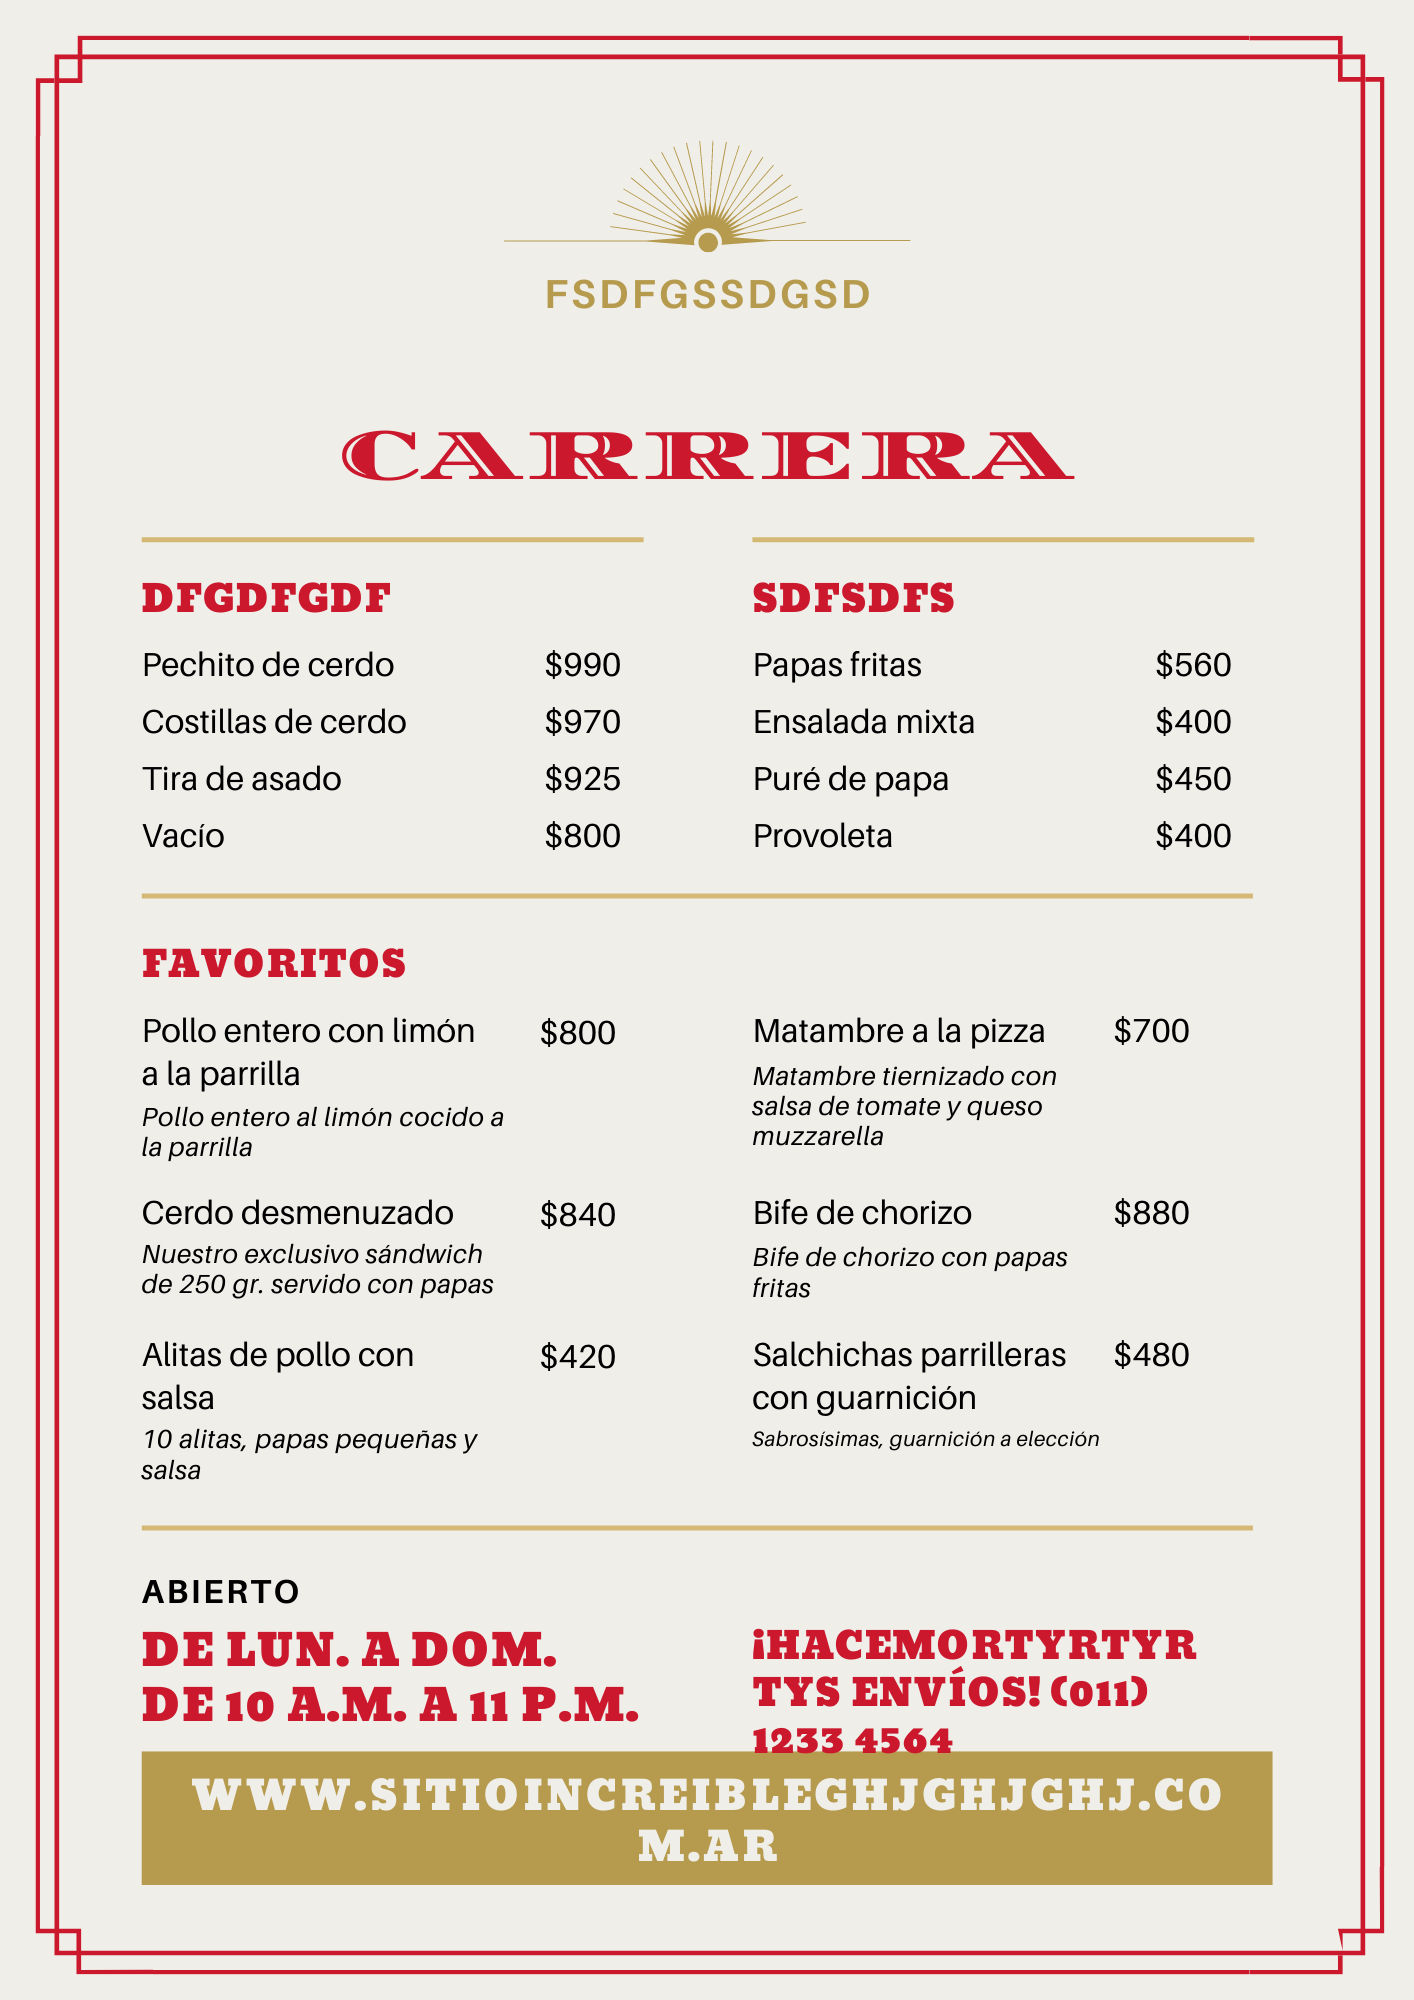 FSDFGSSDGSD
CARRERA
DFGDFGDF
Pechito de cerdo $990
Costillas de cerdo $970
Tira de asado $925
Vacío $800
SDFSDFS
Papas fritas $560
Ensalada mixta $400
Puré de papa $450
Provoleta $400
FAVORITOS
Pollo entero con limón $800
a la parrilla
Pollo entero al limón cocido a
la parrilla
Cerdo desmenuzado $840
Nuestro exclusivo sándwich
de 250 gr. servido con papas
Alitas de pollo con $420
salsa
10 alitas, papas pequeñas y
salsa
Matambre a la pizza $700
Matambre tiernizado con
salsa de tomate y queso
muzzarella
Bife de chorizo $880
Bife de chorizo con papas
fritas
Salchichas parrilleras $480
con guarnición
Sabrosísimas, guarnición a elección
ABIERTO
DE LUN. A DOM.
DE 10 A.M. A 11 P.M.
¡HACEMORTYRTYR
TYS ENVÍOS! (011)
1233 4564
WWW.SITIOINCREIBLEGHJGHJGHJ.CO
M.AR